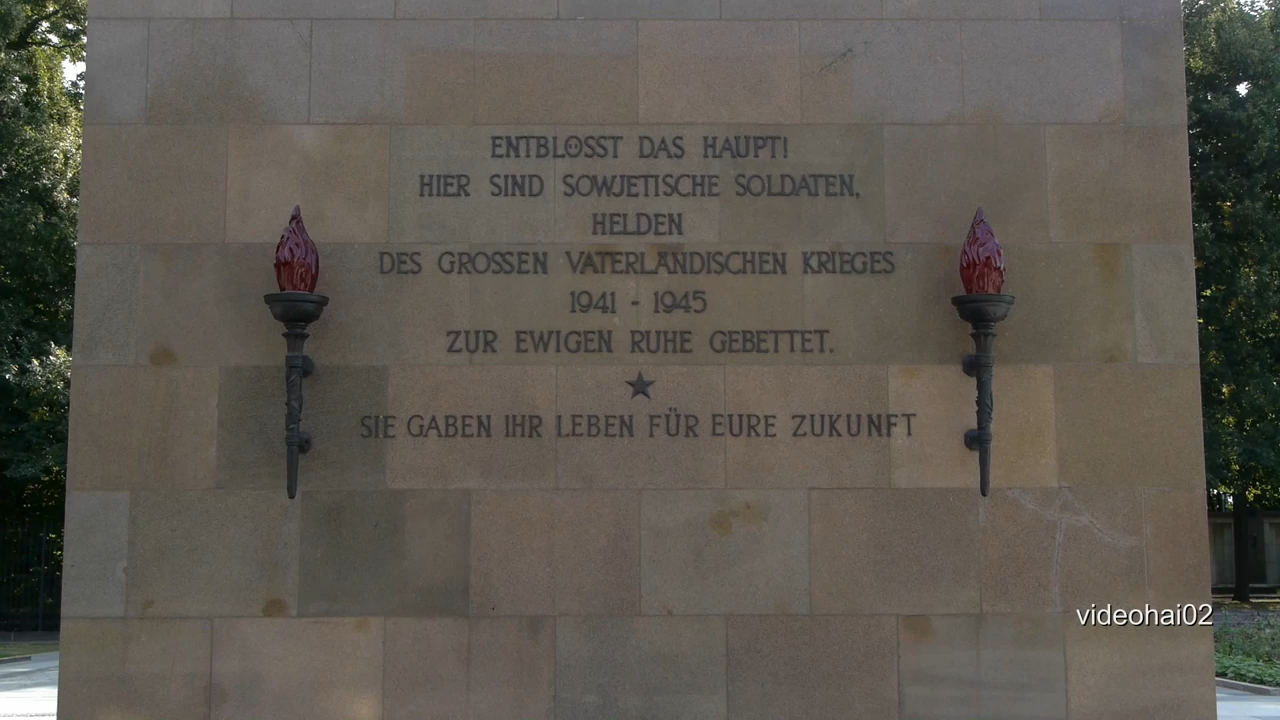 ENTBLÖSST DAS HAUPT!
HIER SIND SOWJETISCHE SOLDATEN,
HELDEN
DES GROSSEN VATERLÄNDISCHEN KRIEGES
1941 - 1945
ZUR EWIGEN RUHE GEBETTET.
SIE GABEN IHR LEBEN FÜR EURE ZUKUNFT
videohai02